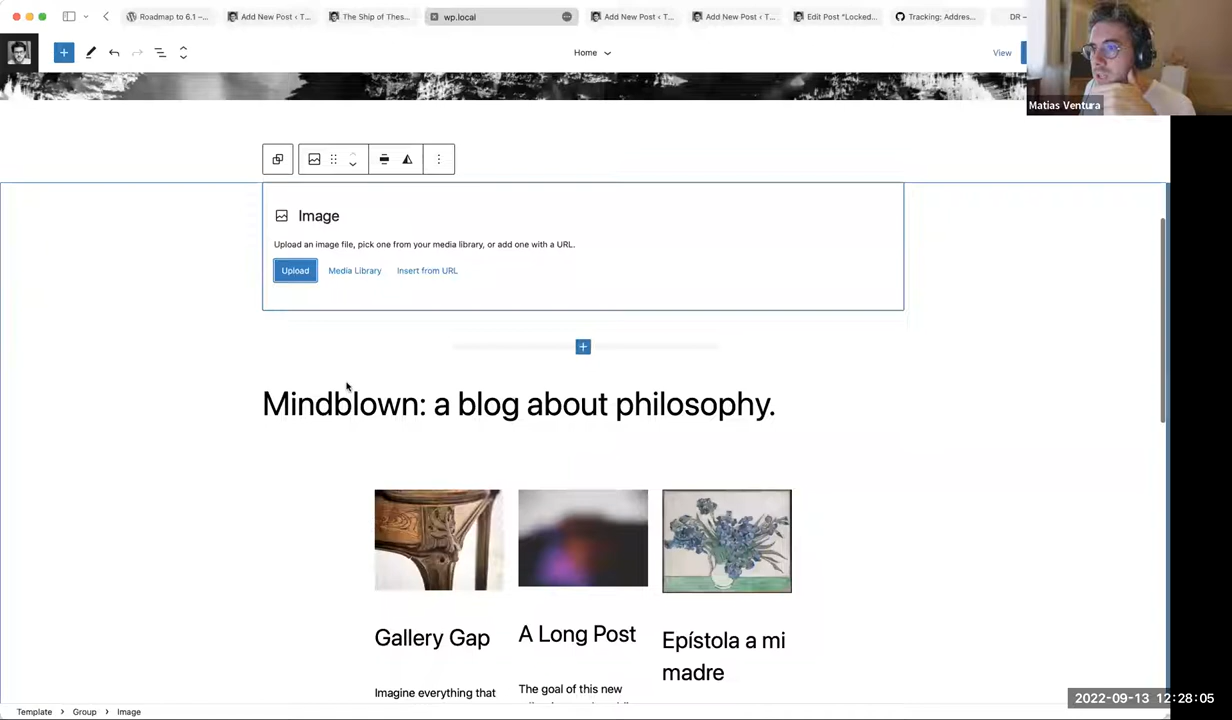 Roadmap to 6.1 –...
Add New Post ‹ T...
The Ship of Thes...
wp.local
Add New Post ‹ T...
Add New Post ‹ T...
Edit Post “Locked...
Tracking: Addres...
DR –
Home
View
Matias Ventura
Image
Upload an image file, pick one from your media library, or add one with a URL.
Upload
Media Library
Insert from URL
Mindblown: a blog about philosophy.
Gallery Gap
A Long Post
Epístola a mi
madre
Imagine everything that
The goal of this new
Template > Group > Image
2022-09-13 12:28:05